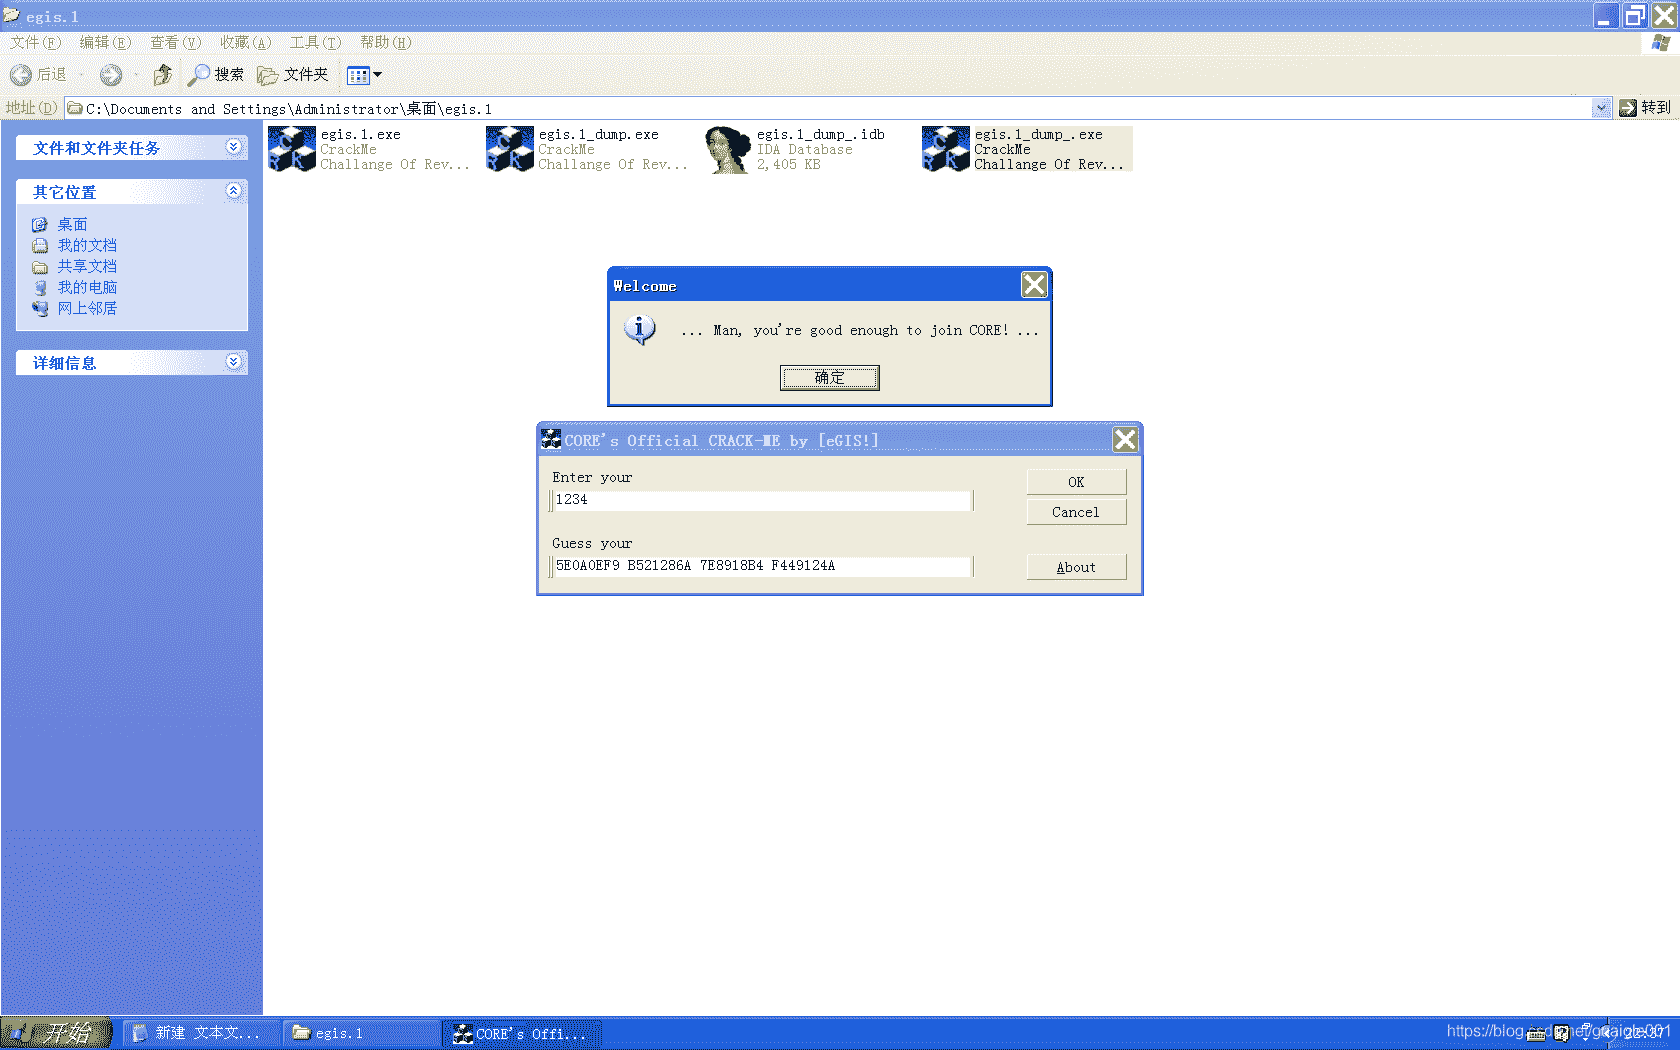 egis.1
文件(F) 编辑(E) 查看(V) 收藏(A) 工具(T) 帮助(H)
后退 搜索 文件夹
地址(D) C:\Documents and Settings\Administrator\桌面\egis.1 转到
文件和文件夹任务
其它位置
桌面
我的文档
共享文档
我的电脑
网上邻居
详细信息
egis.1.exe
CrackMe
Challange Of Rev...
egis.1_dump.exe
CrackMe
Challange Of Rev...
egis.1_dump_.idb
IDA Database
2,405 KB
egis.1_dump_.exe
CrackMe
Challange Of Rev...
Welcome
... Man, you're good enough to join CORE! ...
确定
CORE's Official CRACK-ME by [eGIS!]
Enter your
1234
Guess your
5E0A0EF9 B521286A 7E8918B4 F449124A
OK
Cancel
About
开始 新建 文本文... egis.1 CORE's Offi...
22:37